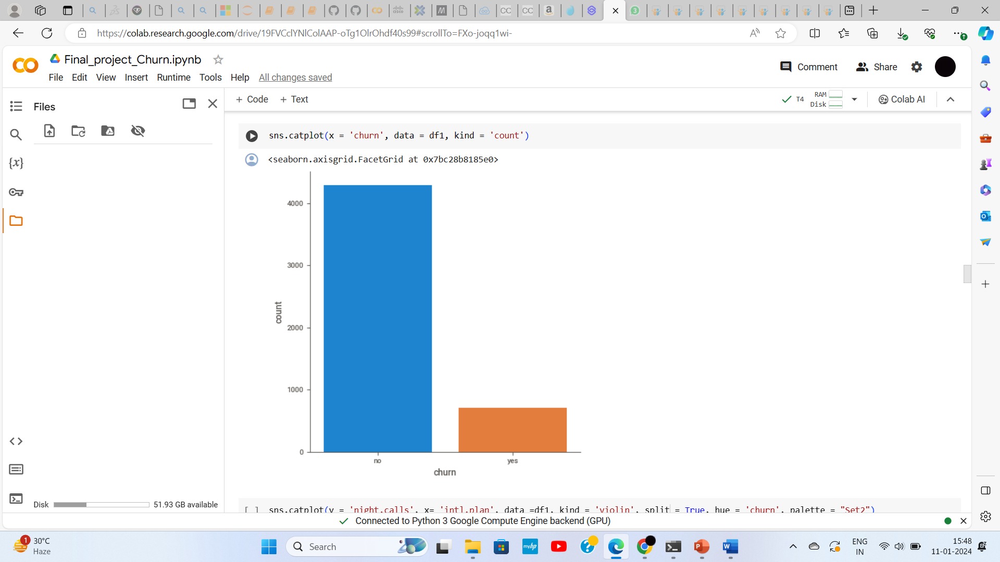 https://colab.research.google.com/drive/19FVCclYNlColAAP-oTg1OlrOhdf40s99#scrollTo=FXo-joqq1wi-
Final_project_Churn.ipynb
Comment
Share
File Edit View Insert Runtime Tools Help All changes saved
Files
+ Code + Text
T4
RAM
Disk
Colab AI
sns.catplot(x = 'churn', data = df1, kind = 'count')
<seaborn.axisgrid.FacetGrid at 0x7bc28b8185e0>
4000
3000
count
2000
1000
0
no
yes
churn
Disk
51.93 GB available
[ ] sns.catplot(y = 'night.calls', x= 'intl.plan', data =df1, kind = 'violin', split = True, hue = 'churn', palette = "Set2")
Connected to Python 3 Google Compute Engine backend (GPU)
1
30°C
Haze
Search
myhp
ENG
IN
15:48
11-01-2024